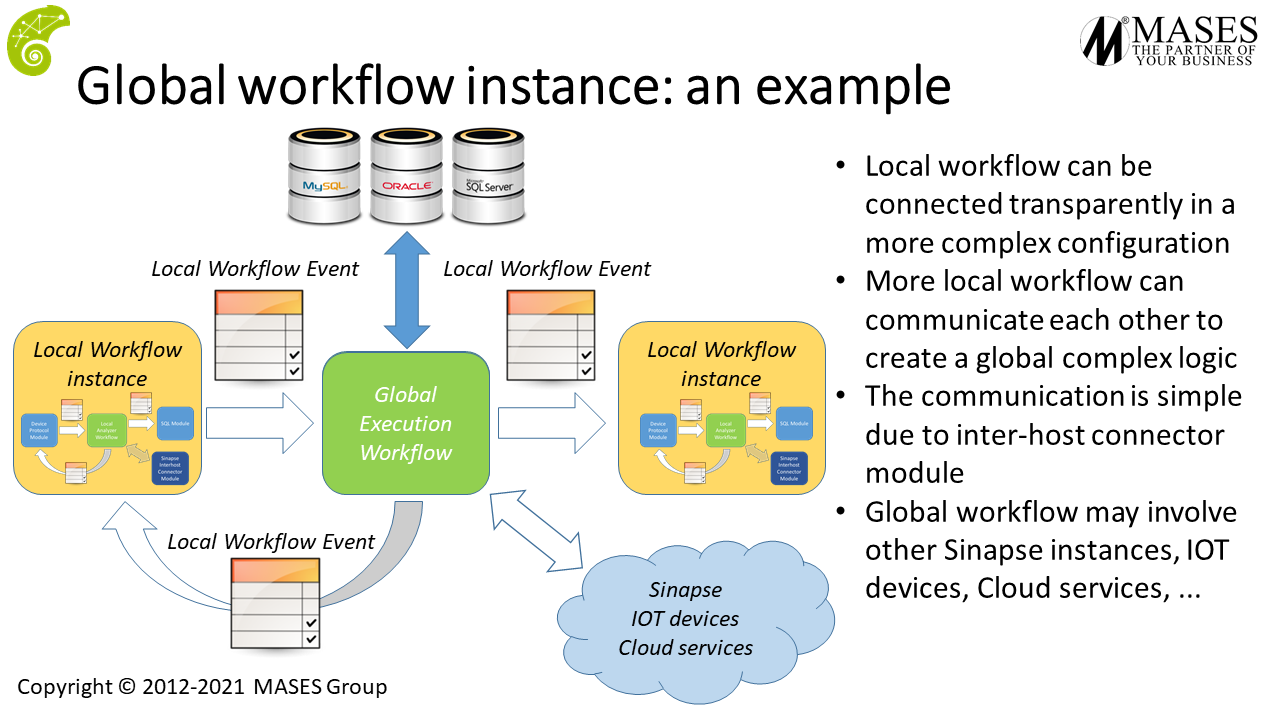 MASES
THE PARTNER OF
YOUR BUSINESS
®
Global workflow instance: an example
MySQL
ORACLE
Microsoft
SQL Server
Local Workflow Event
Local Workflow Event
Local Workflow
instance
Device
Protocol
Module
Local
Analyzer
Workflow
SQL Module
Sinapse
Interhost
Connector
Module
Global
Execution
Workflow
Local Workflow
instance
Device
Protocol
Module
Local
Analyzer
Workflow
SQL Module
Sinapse
Interhost
Connector
Module
Local Workflow Event
Sinapse
IOT devices
Cloud services
• Local workflow can be
connected transparently in a
more complex configuration
• More local workflow can
communicate each other to
create a global complex logic
• The communication is simple
due to inter-host connector
module
• Global workflow may involve
other Sinapse instances, IOT
devices, Cloud services, ...
Copyright © 2012-2021 MASES Group